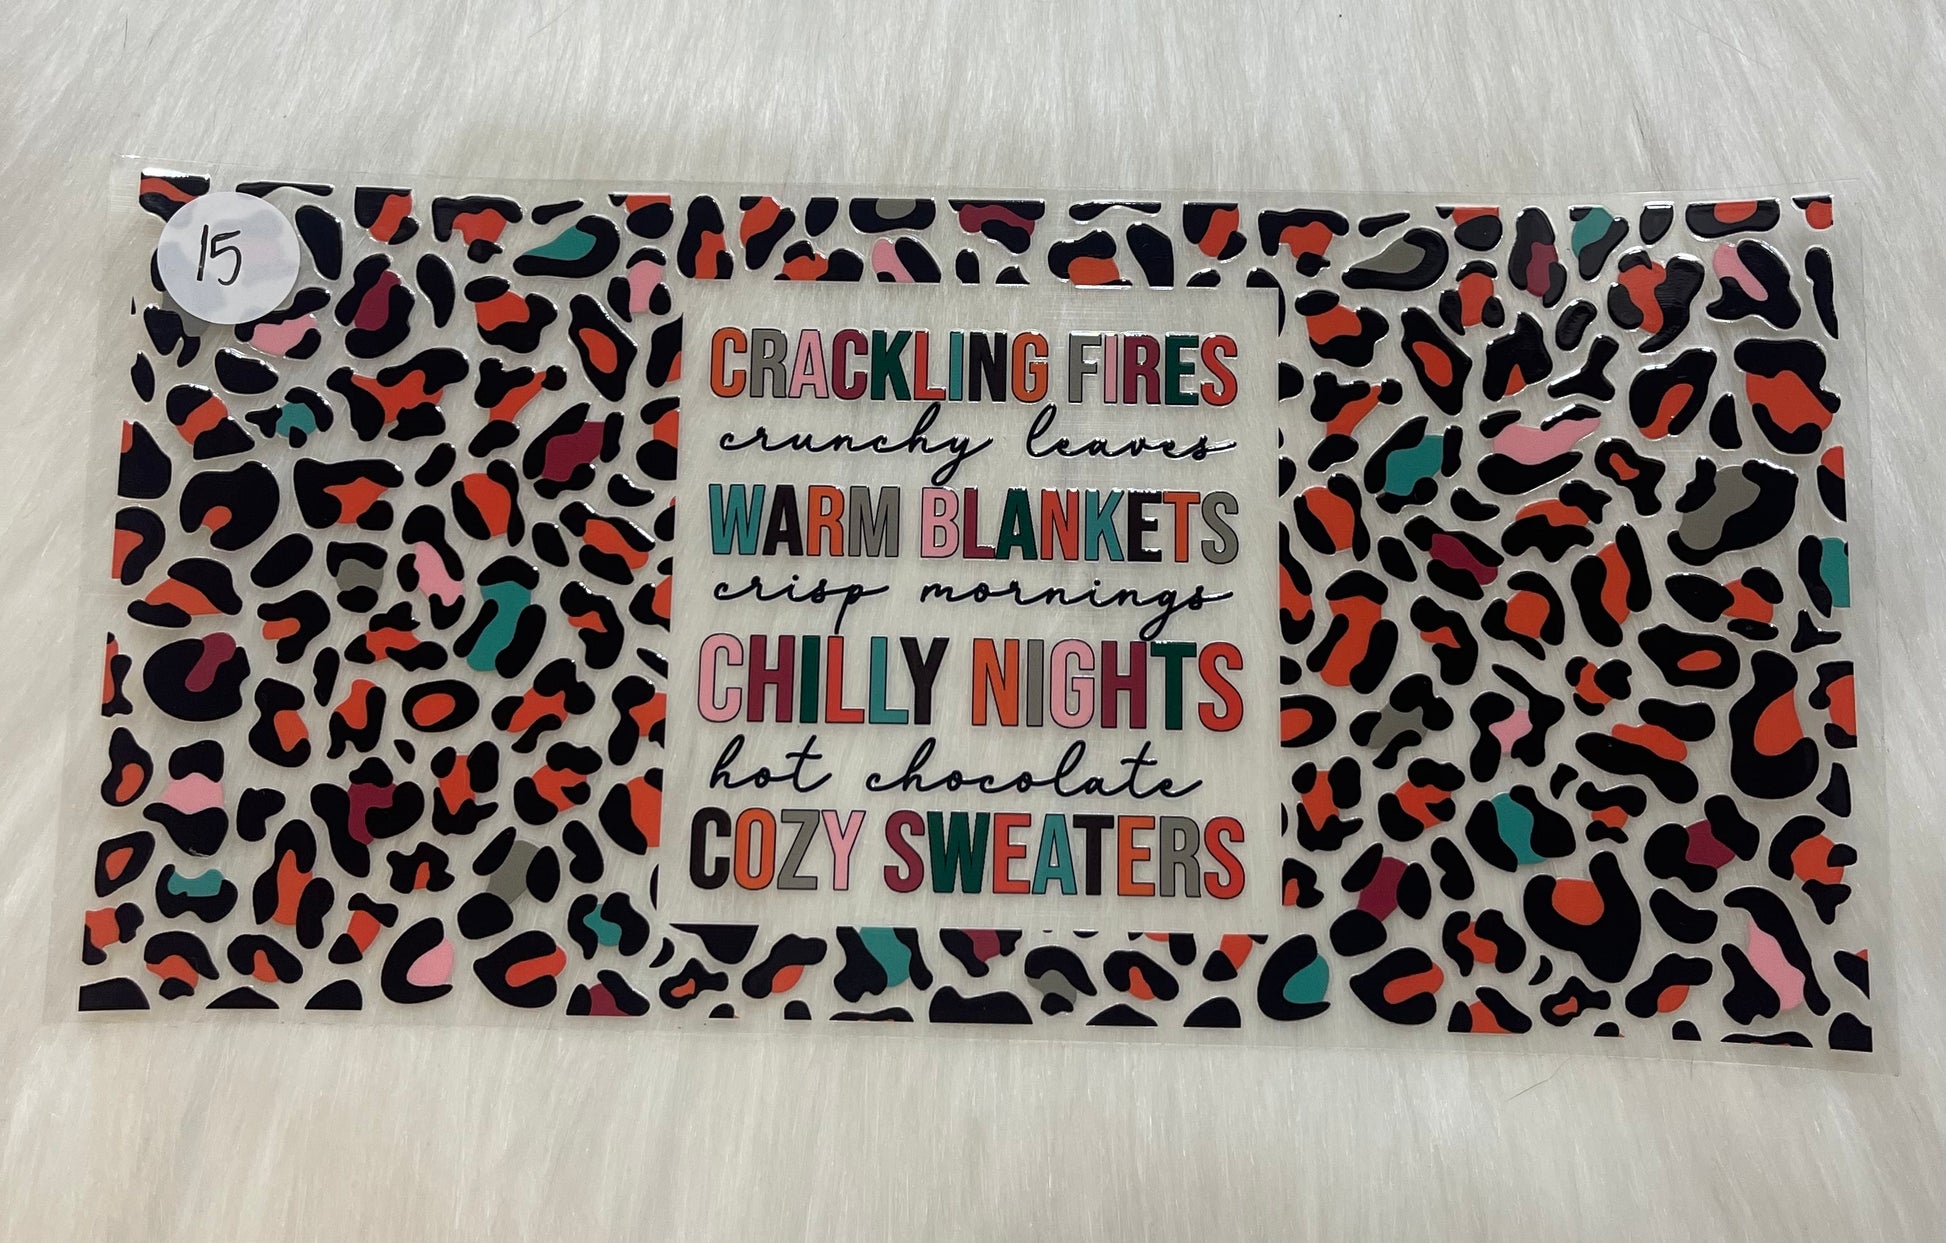 15
CRACKLING FIRES
crunchy leaves
WARM BLANKETS
crisp mornings
CHILLY NIGHTS
hot chocolate
COZY SWEATERS